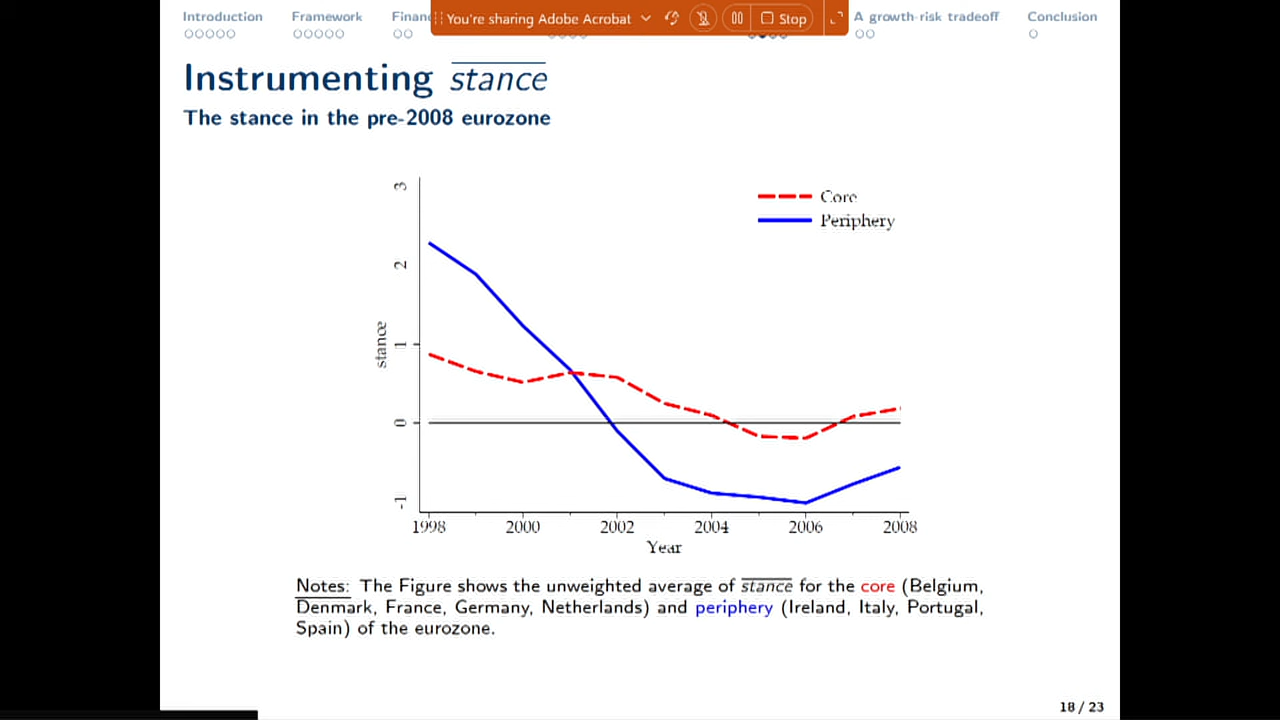 Introduction Framework Finan You're sharing Adobe Acrobat Stop A growth-risk tradeoff Conclusion
Instrumenting stance
The stance in the pre-2008 eurozone
Core
Periphery
3
2
1
0
-1
stance
1998 2000 2002 2004 2006 2008
Year
Notes: The Figure shows the unweighted average of stance for the core (Belgium,
Denmark, France, Germany, Netherlands) and periphery (Ireland, Italy, Portugal,
Spain) of the eurozone.
18 / 23